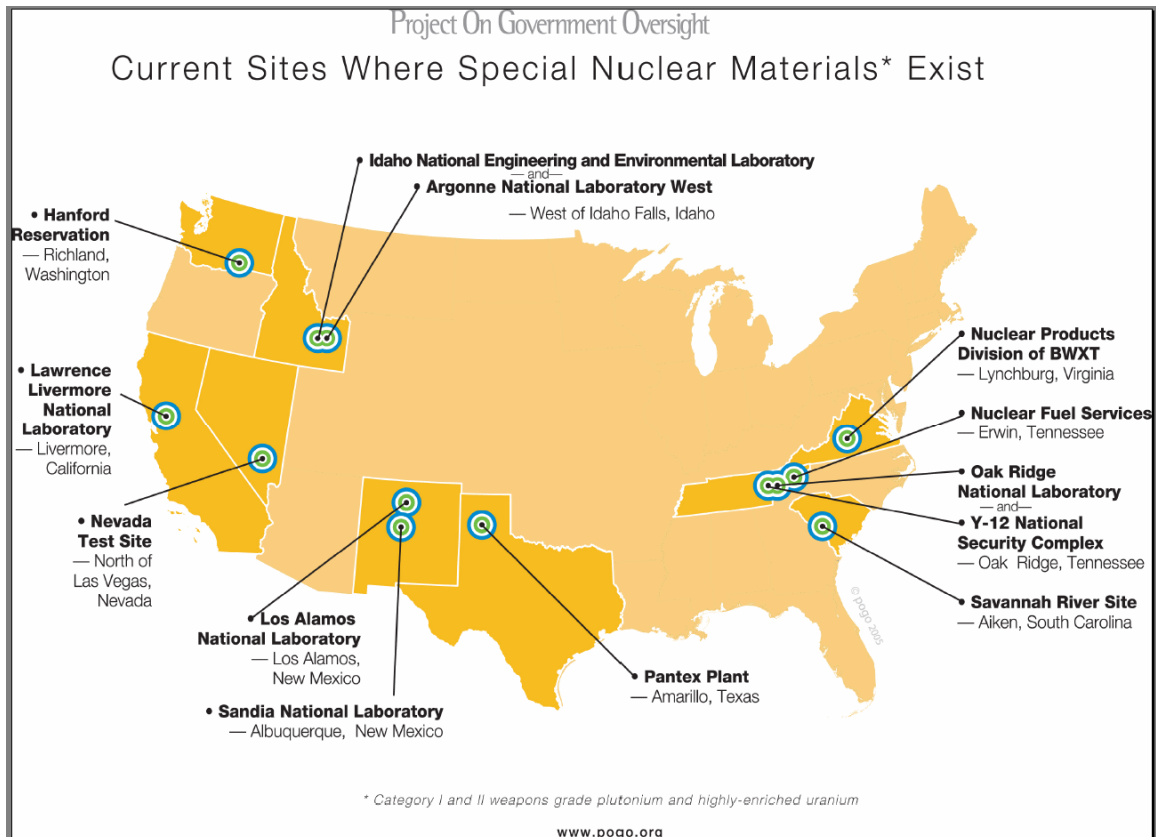 Project On Government Oversight
Current Sites Where Special Nuclear Materials* Exist
• Idaho National Engineering and Environmental Laboratory
—and—
• Argonne National Laboratory West
— West of Idaho Falls, Idaho
• Hanford
Reservation
— Richland,
Washington
• Lawrence
Livermore
National
Laboratory
— Livermore,
California
• Nevada
Test Site
— North of
Las Vegas,
Nevada
• Los Alamos
National Laboratory
— Los Alamos,
New Mexico
• Sandia National Laboratory
— Albuquerque, New Mexico
• Pantex Plant
— Amarillo, Texas
• Nuclear Products
Division of BWXT
— Lynchburg, Virginia
• Nuclear Fuel Services
— Erwin, Tennessee
• Oak Ridge
National Laboratory
—and—
• Y-12 National
Security Complex
— Oak Ridge, Tennessee
• Savannah River Site
— Aiken, South Carolina
© pogo 2005
* Category I and II weapons grade plutonium and highly-enriched uranium
www.pogo.org